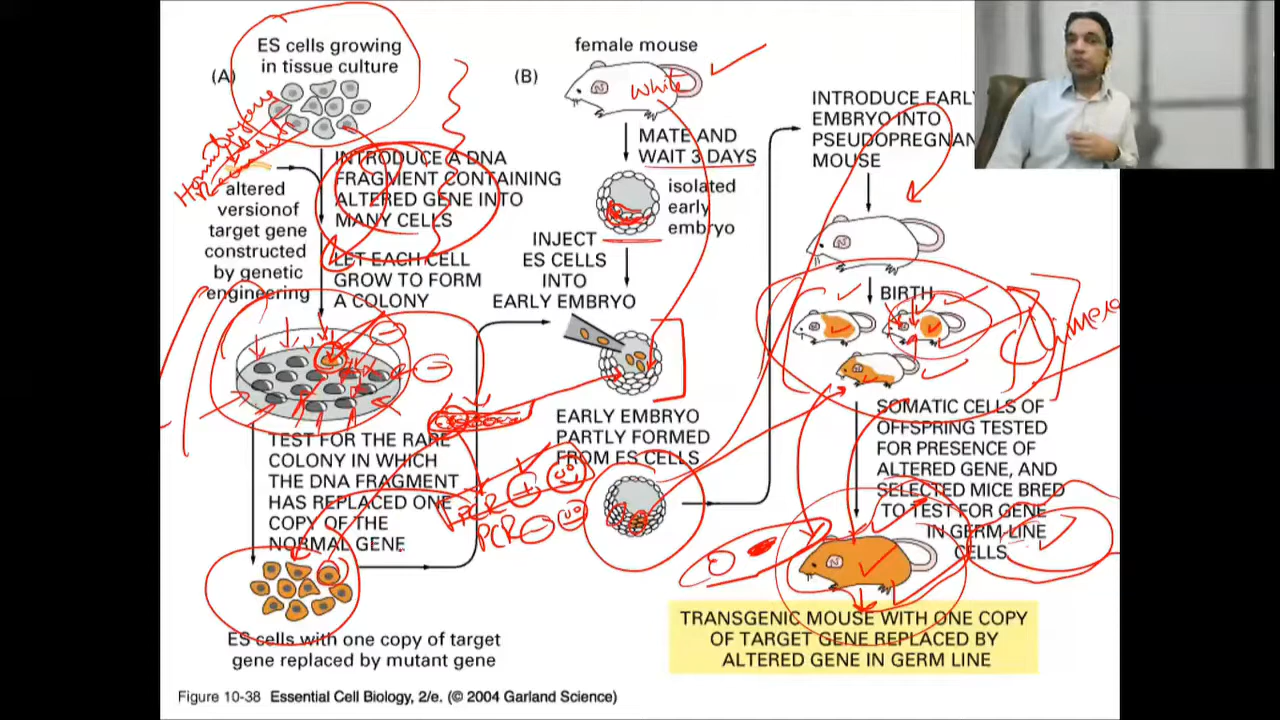 (A)
ES cells growing
in tissue culture
altered
version of
target gene
constructed
by genetic
engineering
INTRODUCE A DNA
FRAGMENT CONTAINING
ALTERED GENE INTO
MANY CELLS
LET EACH CELL
GROW TO FORM
A COLONY
TEST FOR THE RARE
COLONY IN WHICH
THE DNA FRAGMENT
HAS REPLACED ONE
COPY OF THE
NORMAL GENE
ES cells with one copy of target
gene replaced by mutant gene
PCR +
PCR -
(B)
female mouse
white
MATE AND
WAIT 3 DAYS
isolated
early
embryo
INJECT
ES CELLS
INTO
EARLY EMBRYO
EARLY EMBRYO
PARTLY FORMED
FROM ES CELLS
INTRODUCE EARLY
EMBRYO INTO
PSEUDOPREGNAN
MOUSE
BIRTH
SOMATIC CELLS OF
OFFSPRING TESTED
FOR PRESENCE OF
ALTERED GENE, AND
SELECTED MICE BRED
TO TEST FOR GENE
IN GERM-LINE
CELLS
TRANSGENIC MOUSE WITH ONE COPY
OF TARGET GENE REPLACED BY
ALTERED GENE IN GERM LINE
Figure 10-38 Essential Cell Biology, 2/e. (© 2004 Garland Science)